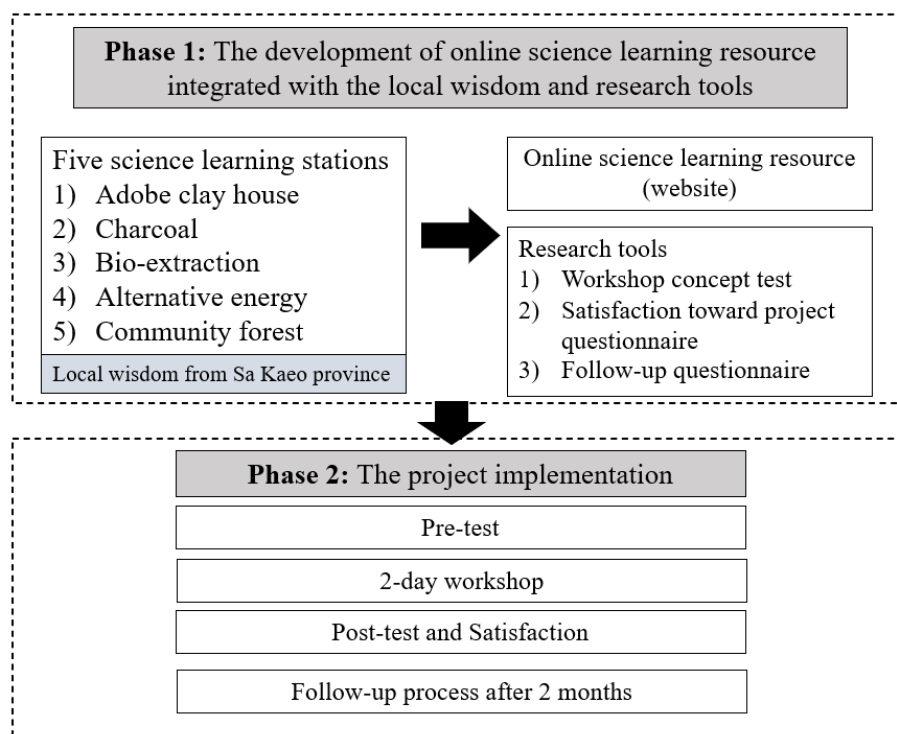 Phase 1: The development of online science learning resource
integrated with the local wisdom and research tools
Five science learning stations
1) Adobe clay house
2) Charcoal
3) Bio-extraction
4) Alternative energy
5) Community forest
Local wisdom from Sa Kaeo province
Online science learning resource
(website)
Research tools
1) Workshop concept test
2) Satisfaction toward project
questionnaire
3) Follow-up questionnaire
Phase 2: The project implementation
Pre-test
2-day workshop
Post-test and Satisfaction
Follow-up process after 2 months